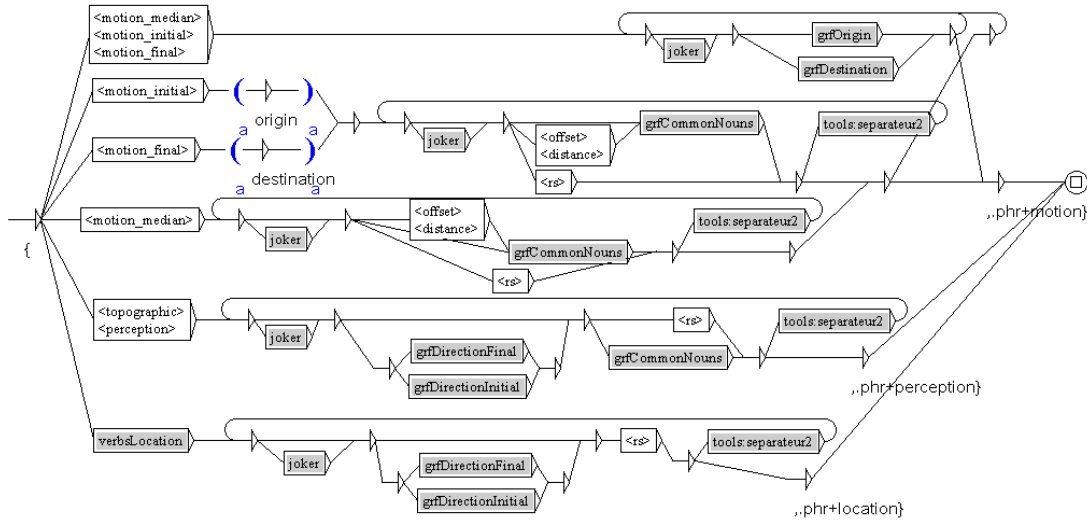 <motion_median>
<motion_initial>
<motion_final>
joker
grfOrigin
grfDestination
<motion_initial>
( )
a a
origin
<motion_final>
( )
a a
destination
joker
<offset>
<distance>
grfCommonNouns
<rs>
tools:separateur2
{
<motion_median>
joker
<offset>
<distance>
grfCommonNouns
<rs>
tools:separateur2
,.phr+motion}
<topographic>
<perception>
joker
grfDirectionFinal
grfDirectionInitial
<rs>
grfCommonNouns
tools:separateur2
,.phr+perception}
verbsLocation
joker
grfDirectionFinal
grfDirectionInitial
<rs>
tools:separateur2
,.phr+location}